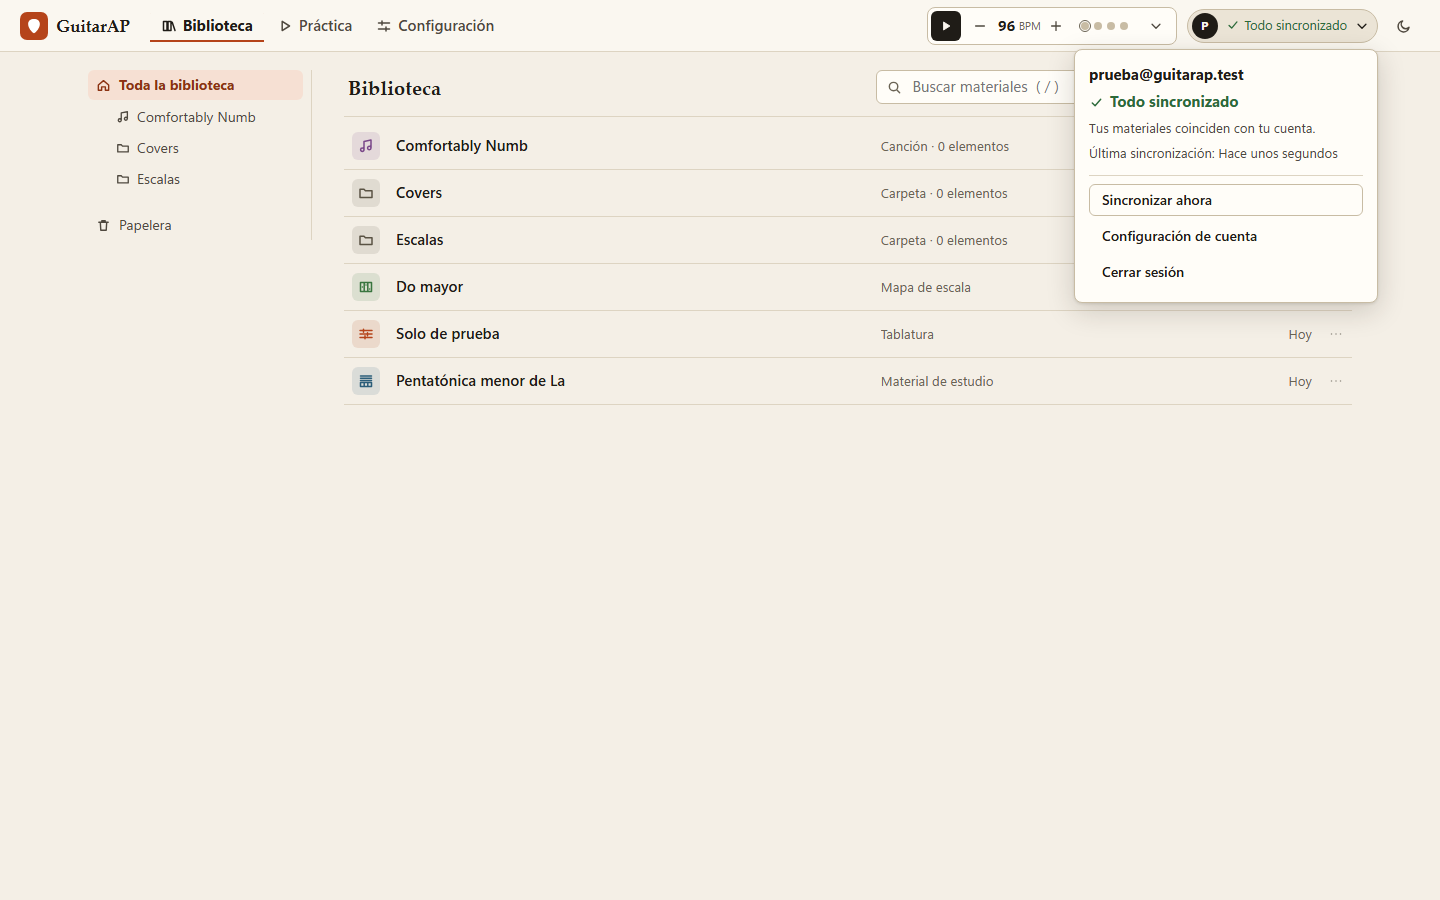 GuitarAP
Biblioteca
Práctica
Configuración
96 BPM
P
Todo sincronizado
prueba@guitarap.test
Todo sincronizado
Tus materiales coinciden con tu cuenta.
Última sincronización: Hace unos segundos
Sincronizar ahora
Configuración de cuenta
Cerrar sesión
Toda la biblioteca
Comfortably Numb
Covers
Escalas
Papelera
Biblioteca
Buscar materiales ( / )
Comfortably Numb
Canción · 0 elementos
Covers
Carpeta · 0 elementos
Escalas
Carpeta · 0 elementos
Do mayor
Mapa de escala
Solo de prueba
Tablatura
Hoy
Pentatónica menor de La
Material de estudio
Hoy